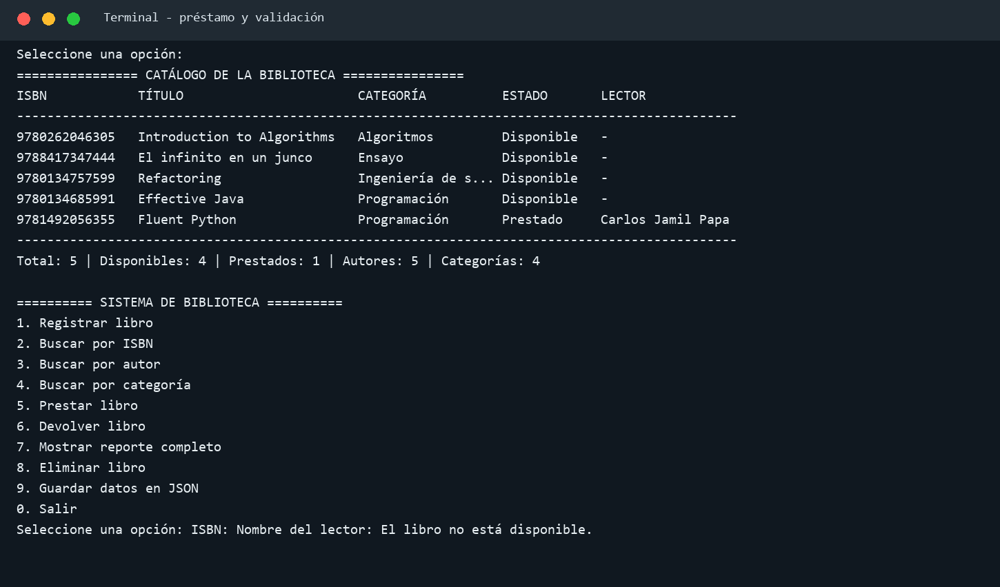 Terminal - préstamo y validación
Seleccione una opción:
================ CATÁLOGO DE LA BIBLIOTECA ================
ISBN            TÍTULO                       CATEGORÍA          ESTADO       LECTOR
-----------------------------------------------------------------------------------------------
9780262046305   Introduction to Algorithms   Algoritmos         Disponible   -
9788417347444   El infinito en un junco      Ensayo             Disponible   -
9780134757599   Refactoring                  Ingeniería de s... Disponible   -
9780134685991   Effective Java               Programación       Disponible   -
9781492056355   Fluent Python                Programación       Prestado     Carlos Jamil Papa
-----------------------------------------------------------------------------------------------
Total: 5 | Disponibles: 4 | Prestados: 1 | Autores: 5 | Categorías: 4
========== SISTEMA DE BIBLIOTECA ==========
1. Registrar libro
2. Buscar por ISBN
3. Buscar por autor
4. Buscar por categoría
5. Prestar libro
6. Devolver libro
7. Mostrar reporte completo
8. Eliminar libro
9. Guardar datos en JSON
0. Salir
Seleccione una opción: ISBN: Nombre del lector: El libro no está disponible.